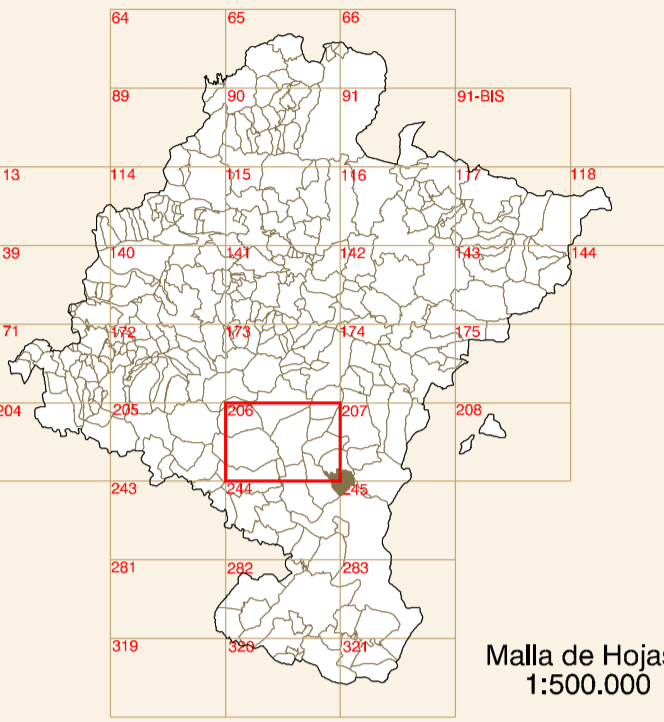 64 65 66
89 90 91 91-BIS
13 114 115 116 117 118
39 140 141 142 143 144
71 172 173 174 175
204 205 206 207 208
243 244 245
281 282 283
319 320 321
Malla de Hojas
1:500.000